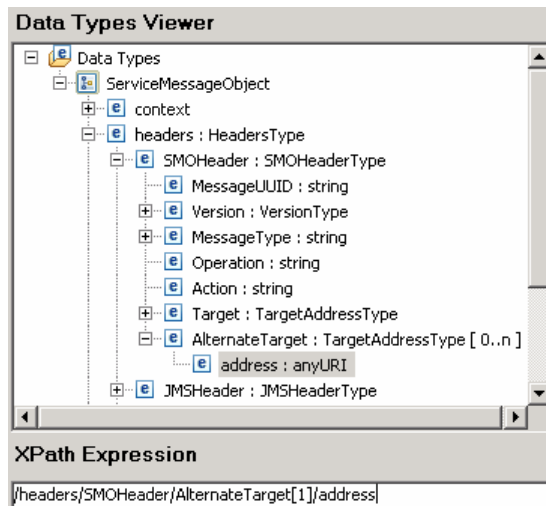 Data Types Viewer
Data Types
ServiceMessageObject
context
headers : HeadersType
SMOHeader : SMOHeaderType
MessageUUID : string
Version : VersionType
MessageType : string
Operation : string
Action : string
Target : TargetAddressType
AlternateTarget : TargetAddressType [ 0..n ]
address : anyURI
JMSHeader : JMSHeaderType
XPath Expression
/headers/SMOHeader/AlternateTarget[1]/address